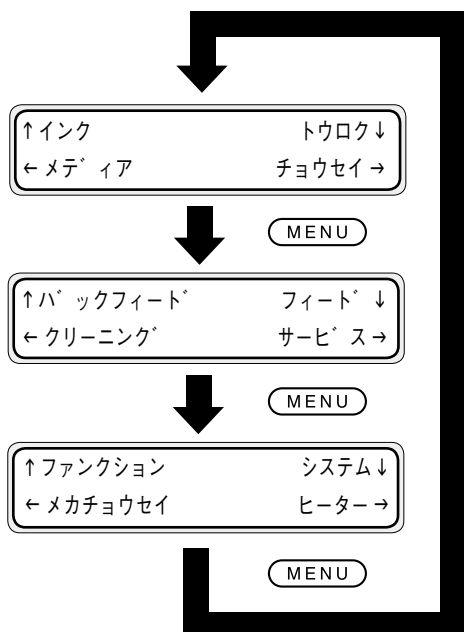 ↑インク トウロク↓
←メデ゛ィア チョウセイ→
MENU
↑ハ゛ックフィート゛ フィート゛↓
←クリーニンク゛ サーヒ゛ス→
MENU
↑ファンクション システム↓
←メカチョウセイ ヒーター→
MENU